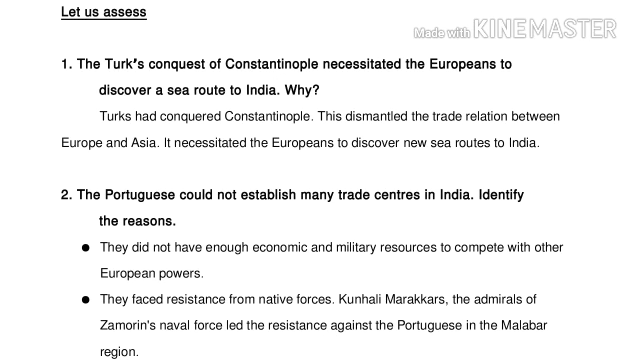 Let us assess
Made with KINEMASTER
1. The Turk's conquest of Constantinople necessitated the Europeans to
discover a sea route to India. Why?
Turks had conquered Constantinople. This dismantled the trade relation between
Europe and Asia. It necessitated the Europeans to discover new sea routes to India.
2. The Portuguese could not establish many trade centres in India. Identify
the reasons.
● They did not have enough economic and military resources to compete with other
European powers.
● They faced resistance from native forces. Kunhali Marakkars, the admirals of
Zamorin's naval force led the resistance against the Portuguese in the Malabar
region.